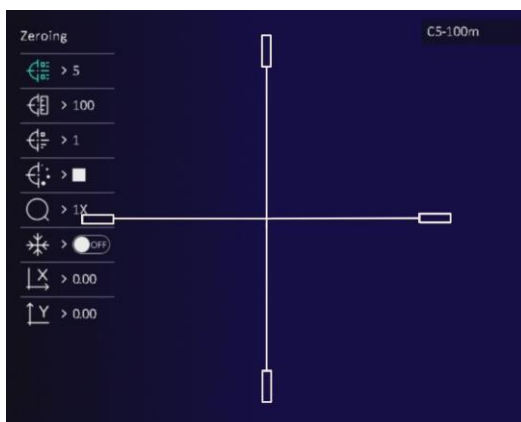 Zeroing
C5-100m
> 5
> 100
> 1
>
> 1X
> OFF
X > 0.00
Y > 0.00